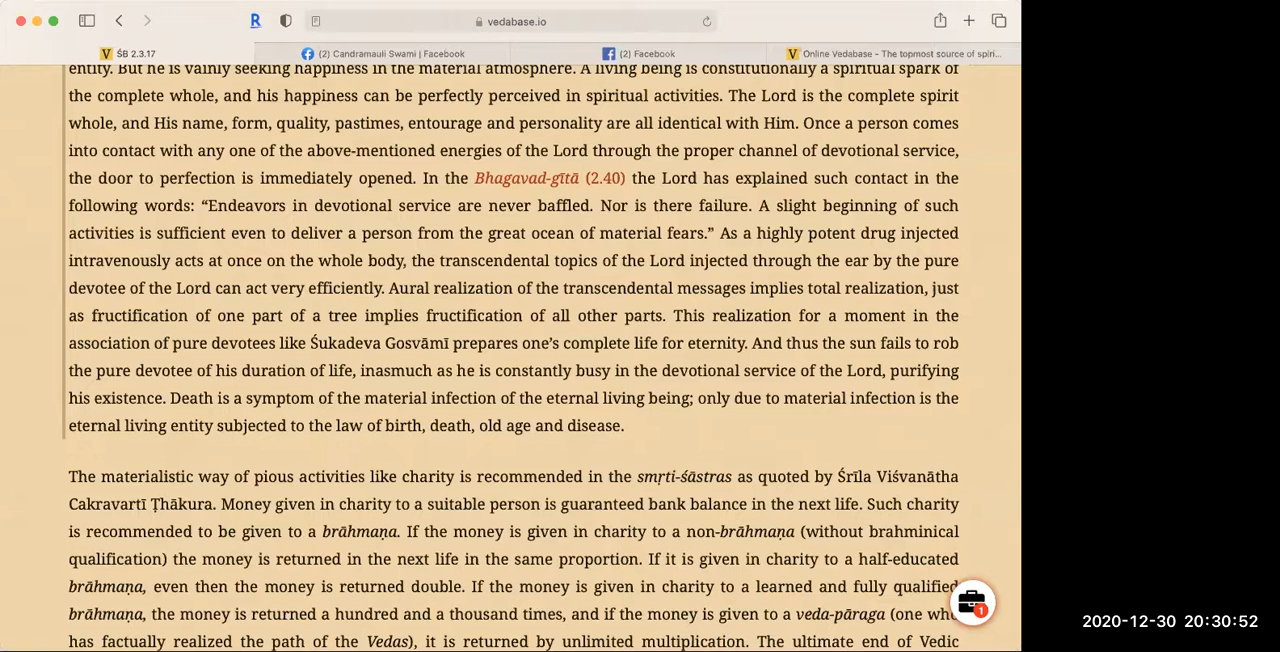 vedabase.io
ŚB 2.3.17
(2) Candramauli Swami | Facebook
(2) Facebook
Online Vedabase - The topmost source of spiri...
entity. But he is vainly seeking happiness in the material atmosphere. A living being is constitutionally a spiritual spark of
the complete whole, and his happiness can be perfectly perceived in spiritual activities. The Lord is the complete spirit
whole, and His name, form, quality, pastimes, entourage and personality are all identical with Him. Once a person comes
into contact with any one of the above-mentioned energies of the Lord through the proper channel of devotional service,
the door to perfection is immediately opened. In the Bhagavad-gītā (2.40) the Lord has explained such contact in the
following words: “Endeavors in devotional service are never baffled. Nor is there failure. A slight beginning of such
activities is sufficient even to deliver a person from the great ocean of material fears.” As a highly potent drug injected
intravenously acts at once on the whole body, the transcendental topics of the Lord injected through the ear by the pure
devotee of the Lord can act very efficiently. Aural realization of the transcendental messages implies total realization, just
as fructification of one part of a tree implies fructification of all other parts. This realization for a moment in the
association of pure devotees like Śukadeva Gosvāmī prepares one’s complete life for eternity. And thus the sun fails to rob
the pure devotee of his duration of life, inasmuch as he is constantly busy in the devotional service of the Lord, purifying
his existence. Death is a symptom of the material infection of the eternal living being; only due to material infection is the
eternal living entity subjected to the law of birth, death, old age and disease.
The materialistic way of pious activities like charity is recommended in the smṛti-śāstras as quoted by Śrīla Viśvanātha
Cakravartī Ṭhākura. Money given in charity to a suitable person is guaranteed bank balance in the next life. Such charity
is recommended to be given to a brāhmaṇa. If the money is given in charity to a non-brāhmaṇa (without brahminical
qualification) the money is returned in the next life in the same proportion. If it is given in charity to a half-educated
brāhmaṇa, even then the money is returned double. If the money is given in charity to a learned and fully qualified
brāhmaṇa, the money is returned a hundred and a thousand times, and if the money is given to a veda-pāraga (one who
has factually realized the path of the Vedas), it is returned by unlimited multiplication. The ultimate end of Vedic
1
2020-12-30 20:30:52